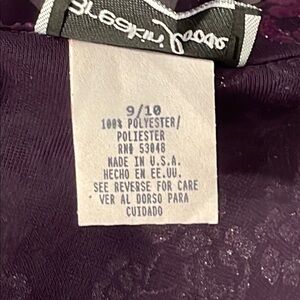 9/10
100% POLYESTER/
POLIESTER
RN# 53048
MADE IN U.S.A.
HECHO EN EE.UU.
SEE REVERSE FOR CARE
VER AL DORSO PARA
CUIDADO